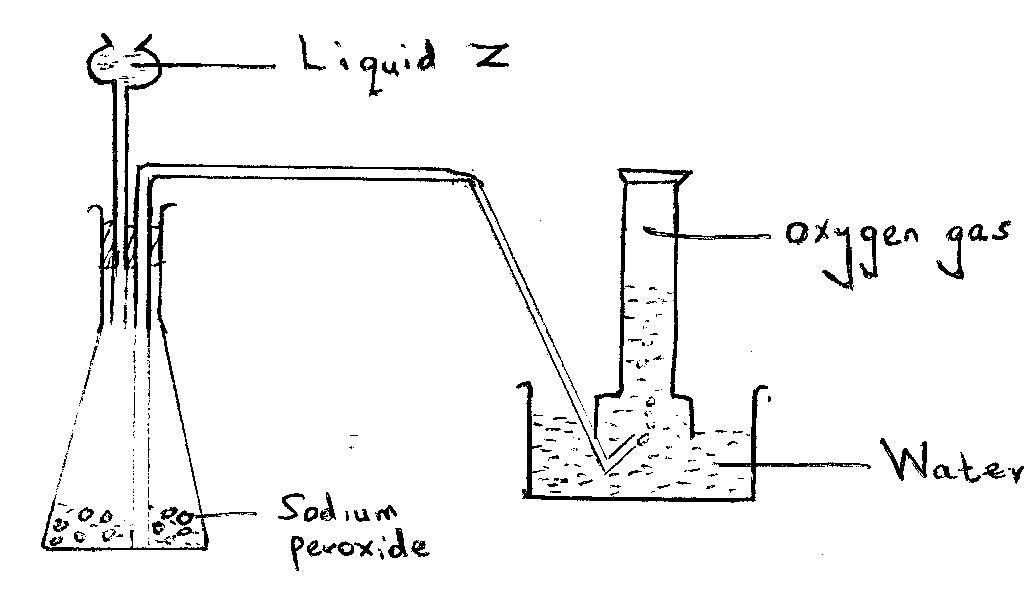 Liquid Z
Oxygen gas
Water
Sodium
peroxide